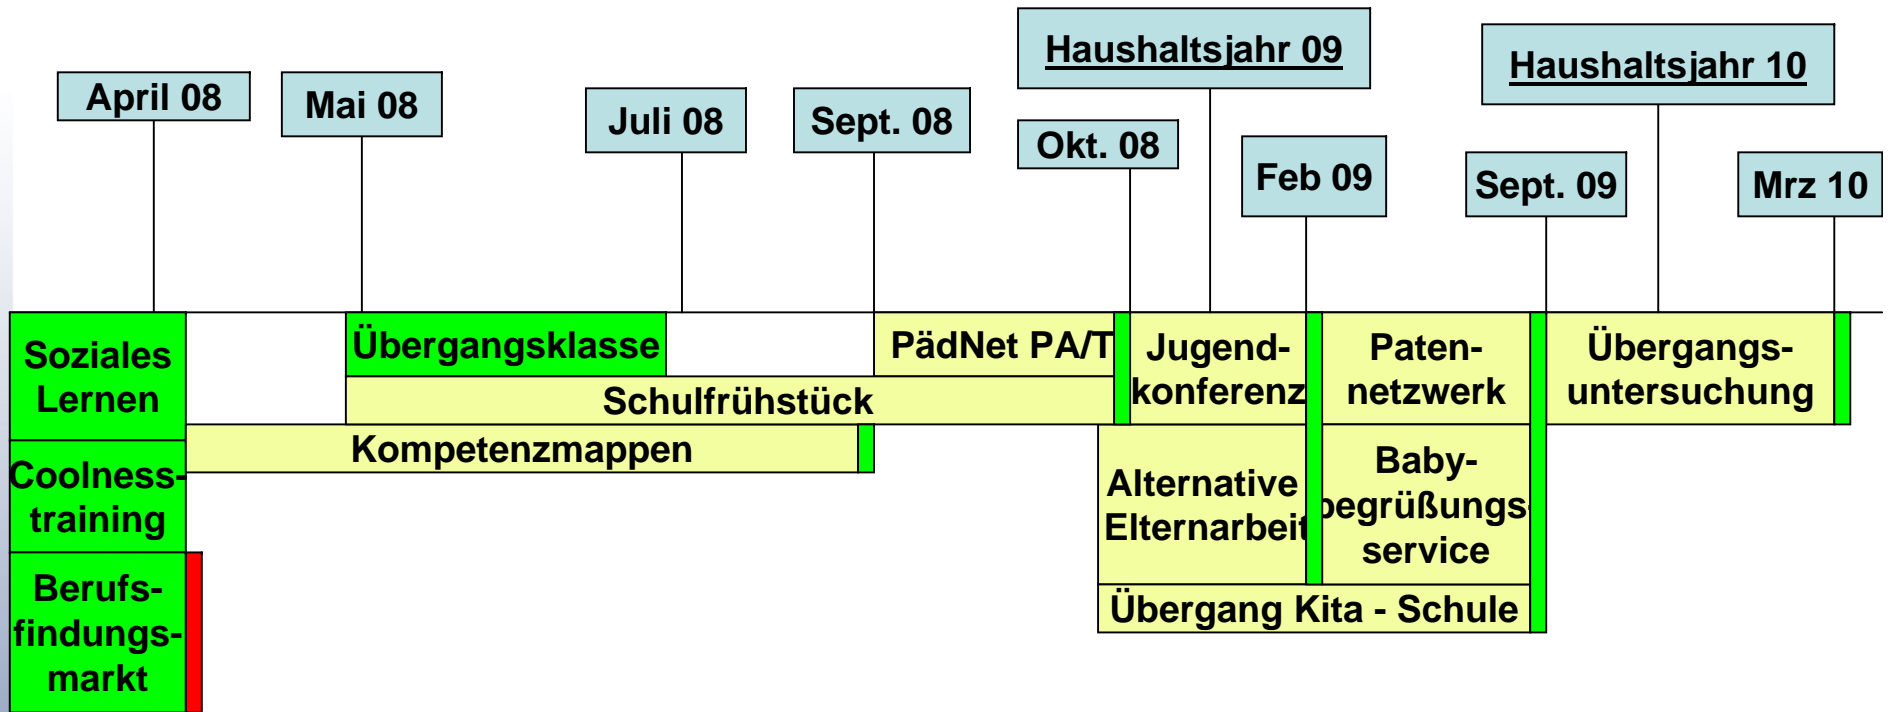 April 08
Mai 08
Juli 08
Sept. 08
Haushaltsjahr 09
Okt. 08
Feb 09
Haushaltsjahr 10
Sept. 09
Mrz 10
Soziales
Lernen
Coolness-
training
Berufs-
findungs-
markt
Übergangsklasse
Schulfrühstück
Kompetenzmappen
PädNet PA/T
Jugend-
konferenz
Alternative
Elternarbeit
Paten-
netzwerk
Baby-
begrüßungs-
service
Übergang Kita - Schule
Übergangs-
untersuchung